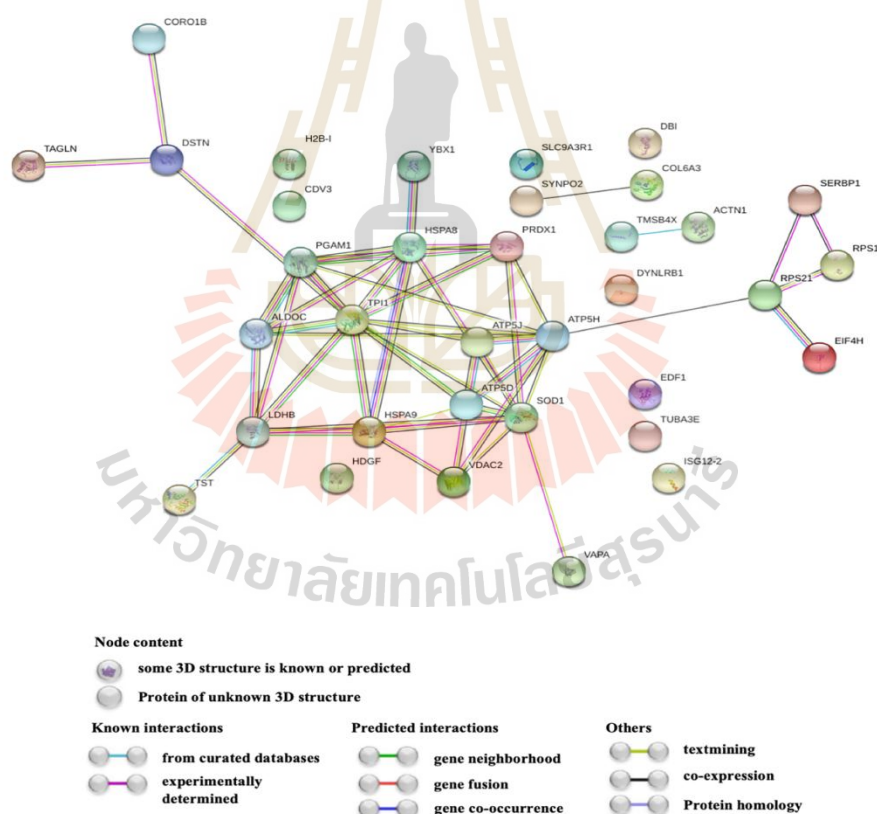 CORO1B
TAGLN
DSTN
H2B-I
CDV3
YBX1
SLC9A3R1
SYNPO2
DBI
COL6A3
TMSB4X
ACTN1
SERBP1
RPS1
RPS21
EIF4H
PGAM1
HSPA8
PRDX1
DYNLRB1
TPI1
ALDOC
ATP5J
ATP5H
ATP5D
SOD1
EDF1
TUBA3E
LDHB
HSPA9
HDGF
VDAC2
ISG12-2
TST
VAPA
มหาวิทยาลัยเทคโนโลยีสุรนารี
Node content
some 3D structure is known or predicted
Protein of unknown 3D structure
Known interactions
from curated databases
experimentally
determined
Predicted interactions
gene neighborhood
gene fusion
gene co-occurrence
Others
textmining
co-expression
Protein homology